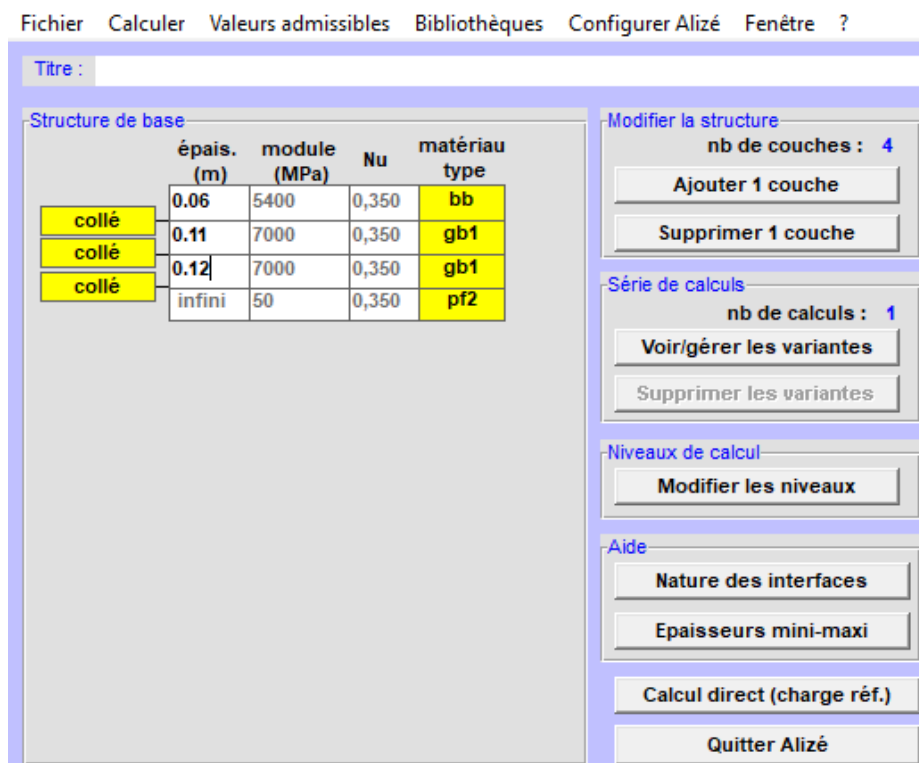 Fichier Calculer Valeurs admissibles Bibliothèques Configurer Alizé Fenêtre ?
Titre :
Structure de base
épais. (m) module (MPa) Nu matériau type
0.06 5400 0,350 bb
collé
0.11 7000 0,350 gb1
collé
0.12 7000 0,350 gb1
collé
infini 50 0,350 pf2
Modifier la structure
nb de couches : 4
Ajouter 1 couche
Supprimer 1 couche
Série de calculs
nb de calculs : 1
Voir/gérer les variantes
Supprimer les variantes
Niveaux de calcul
Modifier les niveaux
Aide
Nature des interfaces
Epaisseurs mini-maxi
Calcul direct (charge réf.)
Quitter Alizé